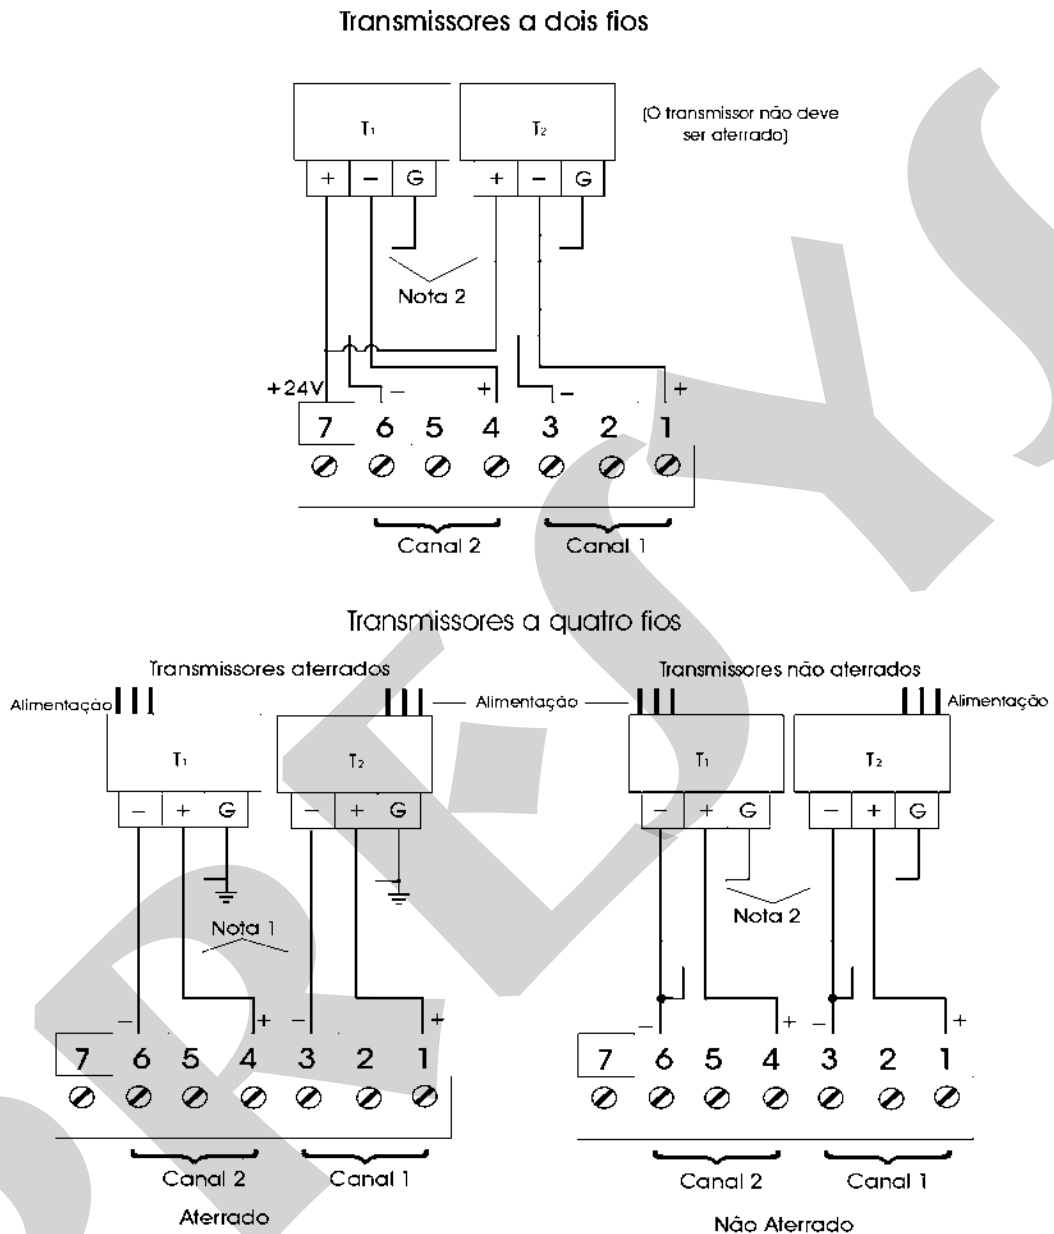 Transmissores a dois fios
T1
T2
(O transmissor não deve
ser aterrado)
+ − G
+ − G
Nota 2
+24V − + − +
7 6 5 4 3 2 1
Canal 2 Canal 1
Transmissores a quatro fios
Transmissores aterrados
Transmissores não aterrados
Alimentação
Alimentação
Alimentação
T1
T2
T1
T2
− + G
− + G
− + G
− + G
Nota 1
Nota 2
− + − +
− + − +
7 6 5 4 3 2 1
7 6 5 4 3 2 1
Canal 2 Canal 1
Canal 2 Canal 1
Aterrado
Não Aterrado
PRESYS